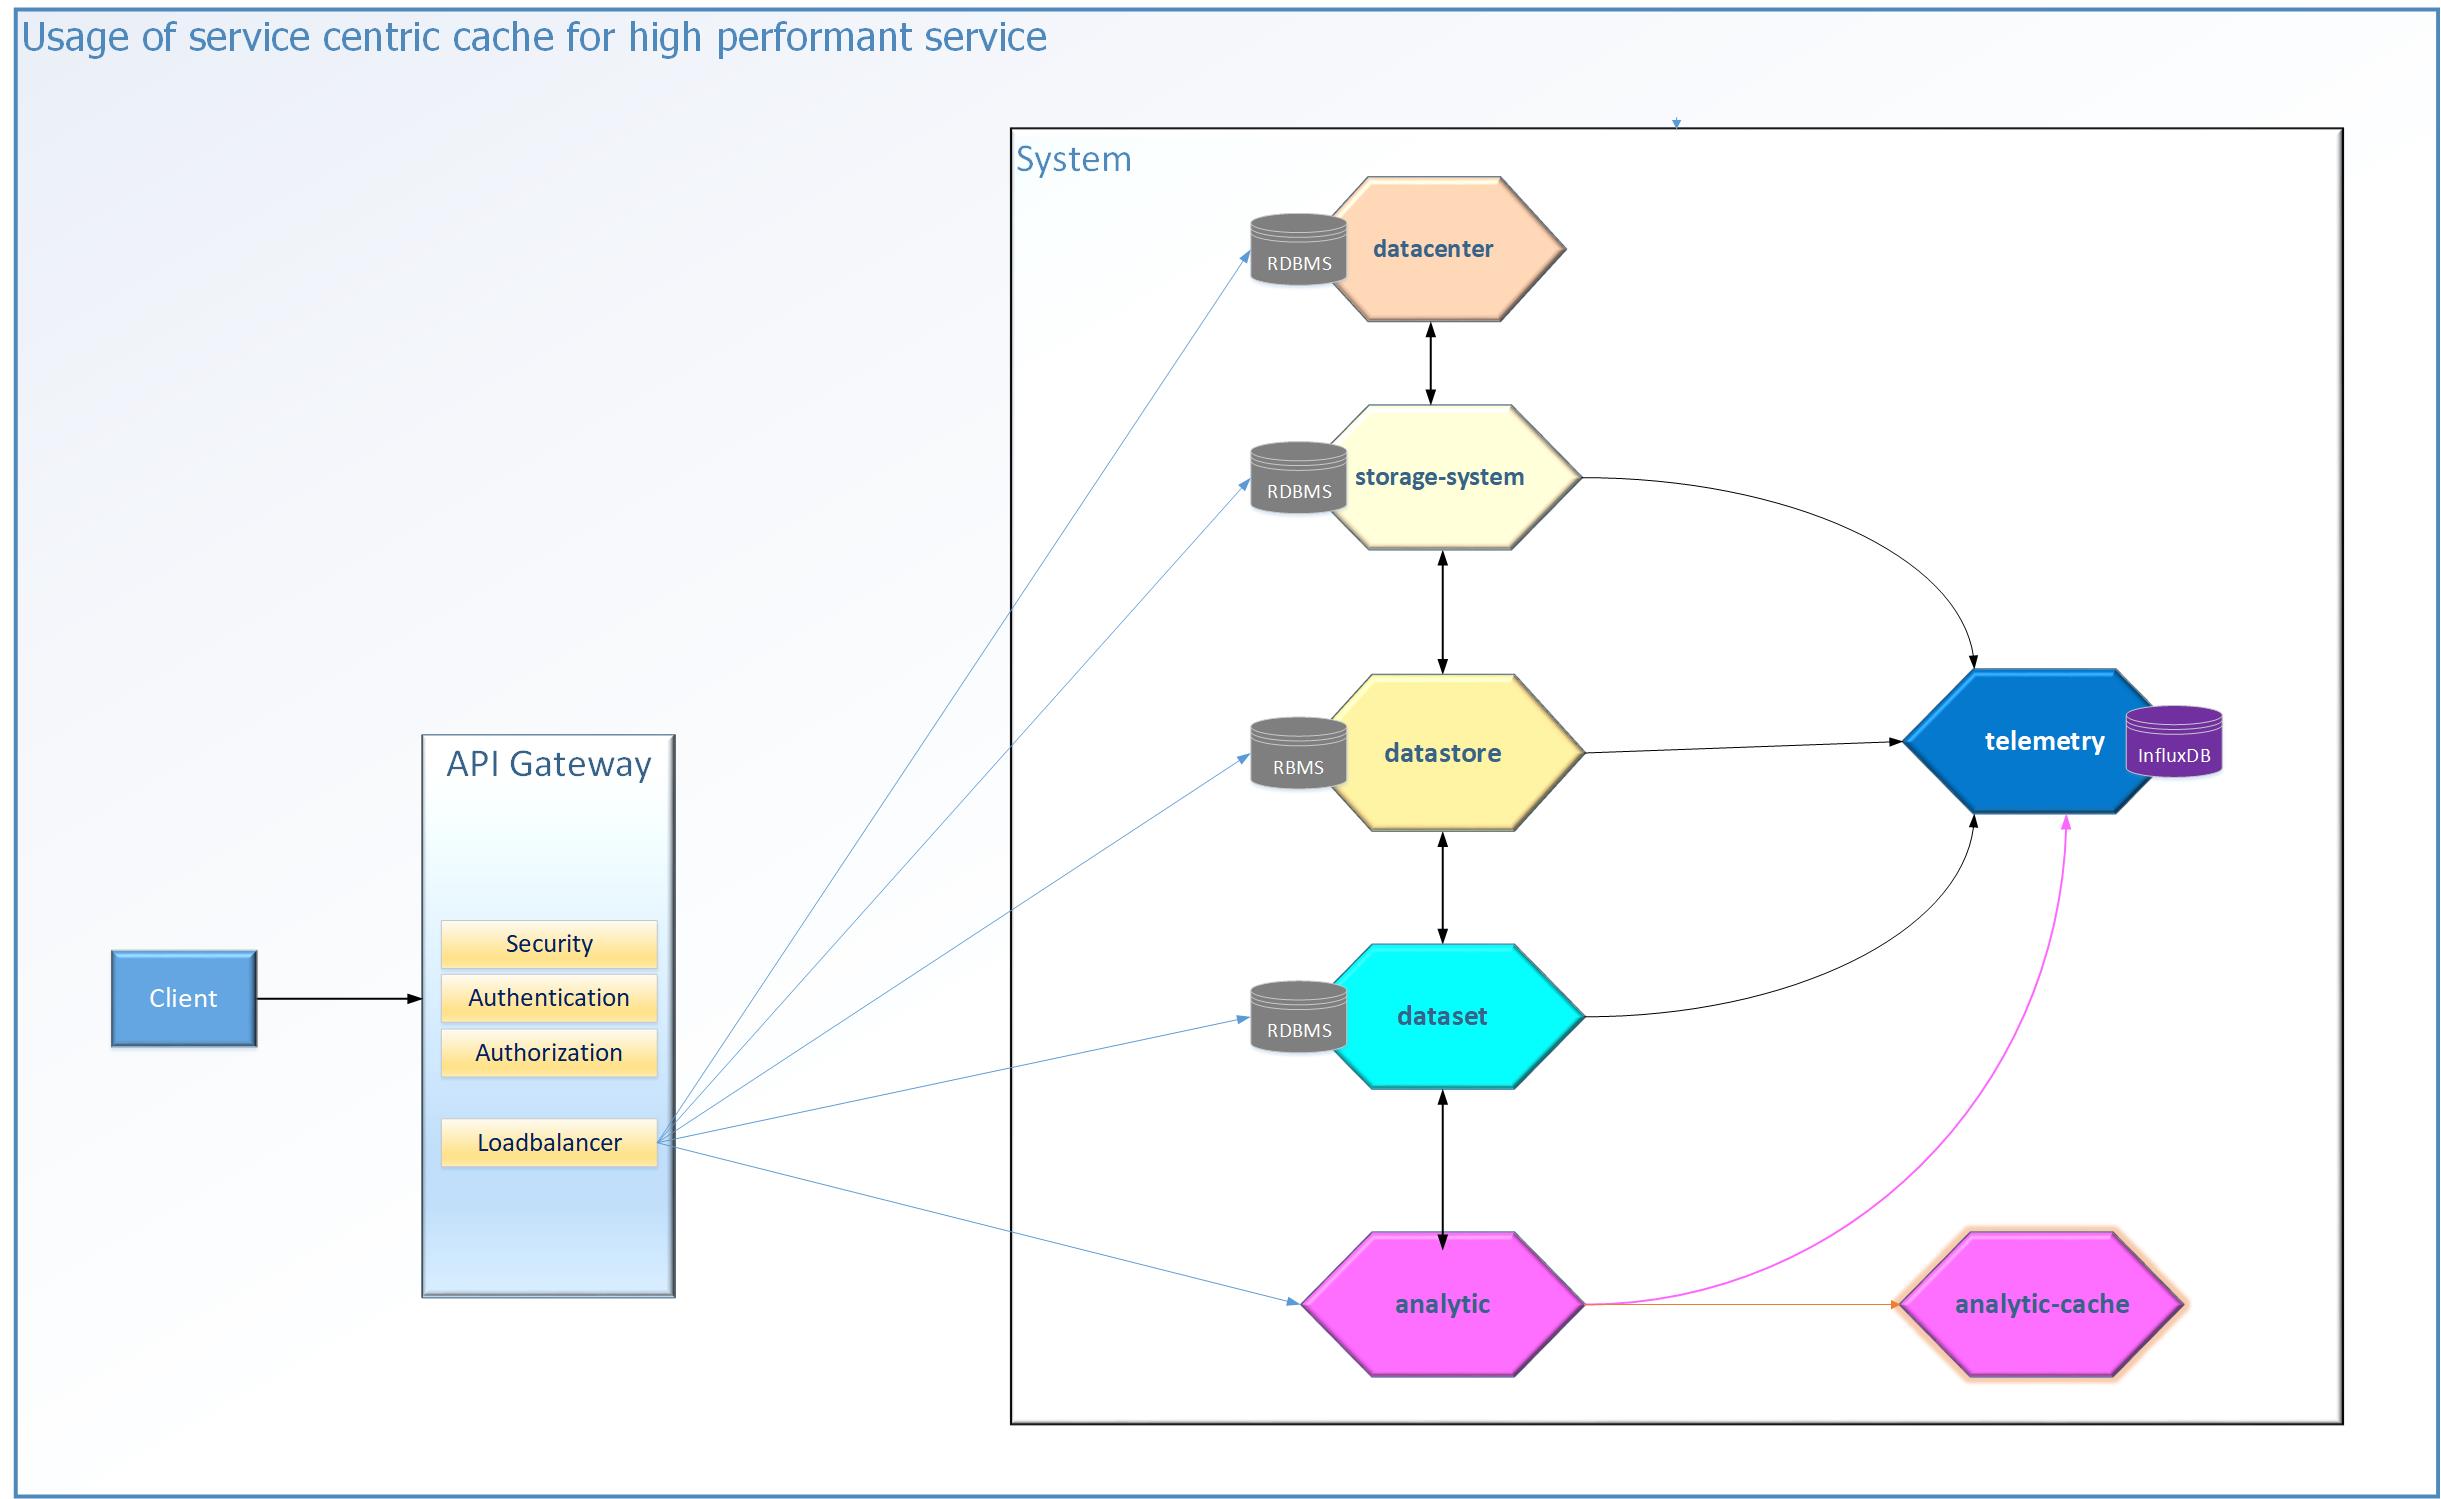 Usage of service centric cache for high performant service
System
RDBMS
datacenter
RDBMS
storage-system
RBMS
datastore
telemetry
InfluxDB
API Gateway
Security
Authentication
Authorization
Loadbalancer
Client
RDBMS
dataset
analytic
analytic-cache